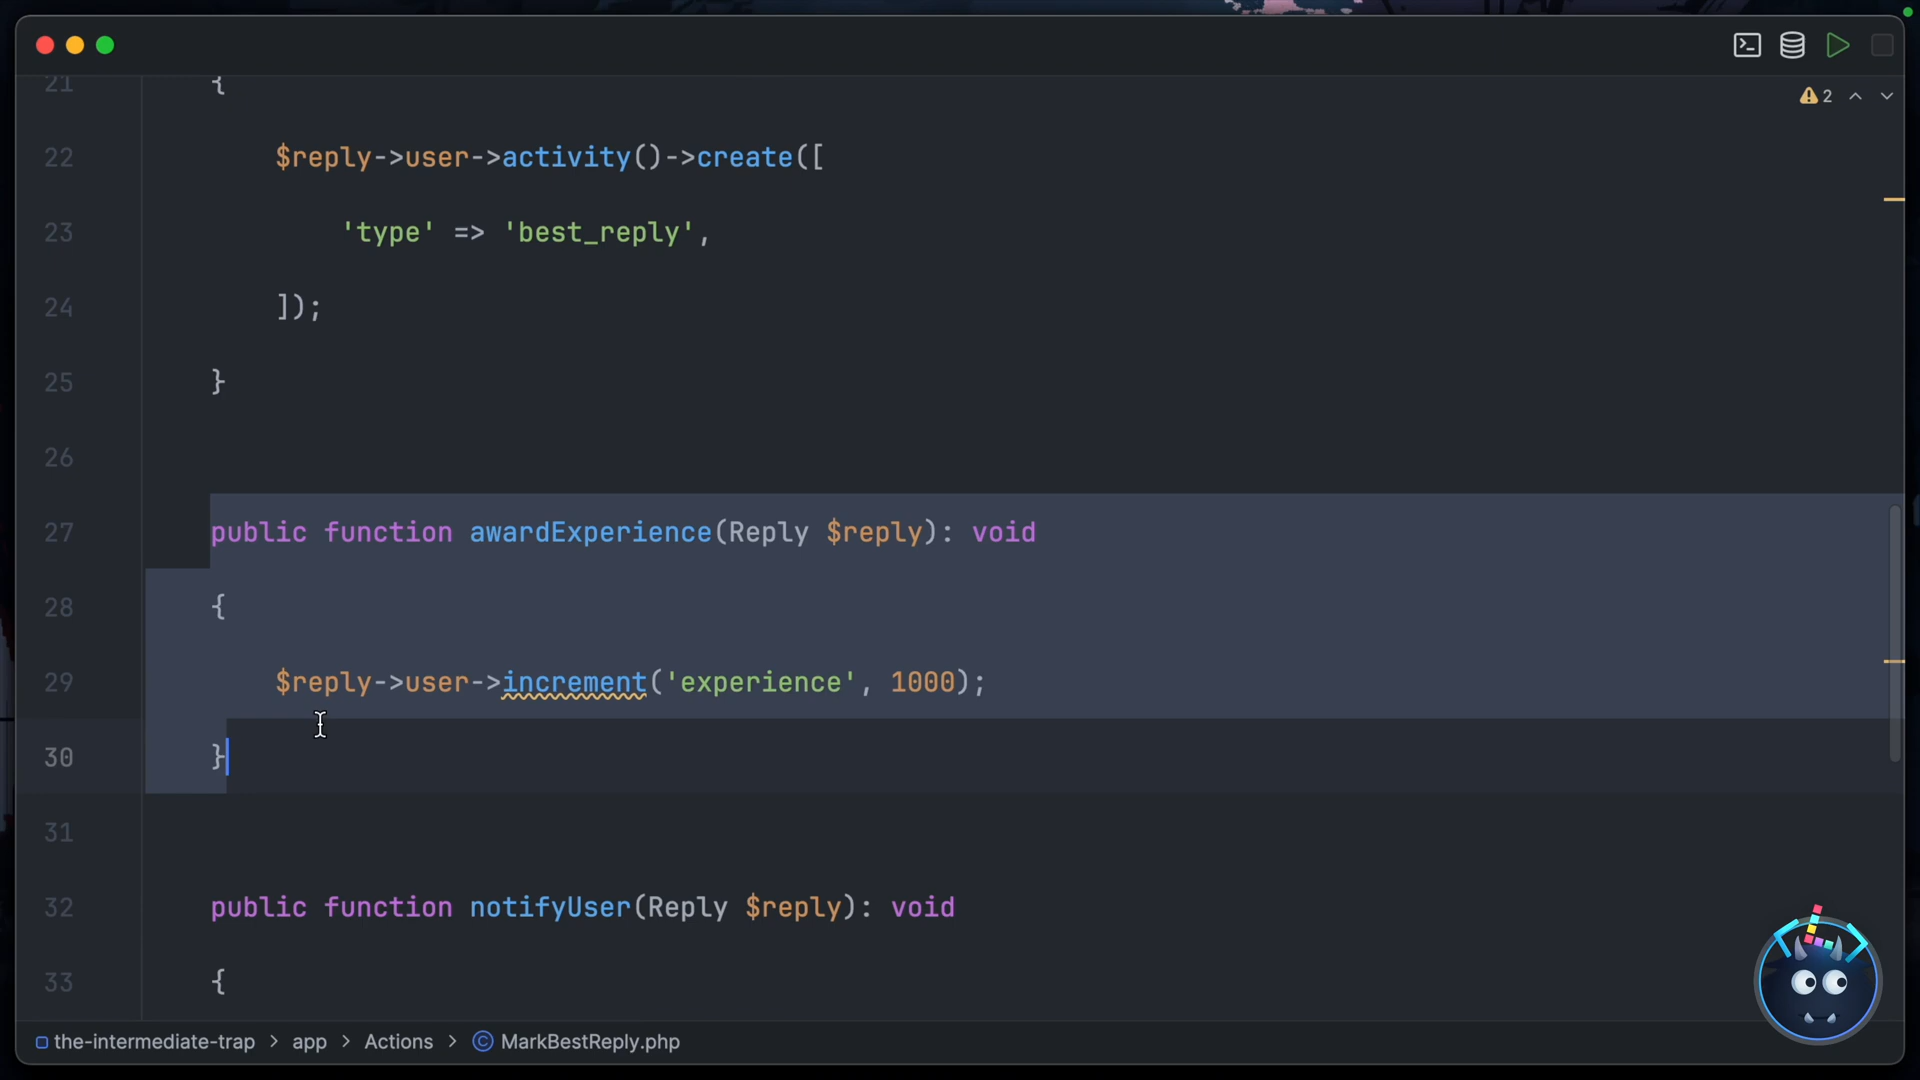 2
21 {
22 $reply->user->activity()->create([
23 'type' => 'best_reply',
24 ]);
25 }
26
27 public function awardExperience(Reply $reply): void
28 {
29 $reply->user->increment('experience', 1000);
30 }
31
32 public function notifyUser(Reply $reply): void
33 {
the-intermediate-trap > app > Actions > MarkBestReply.php